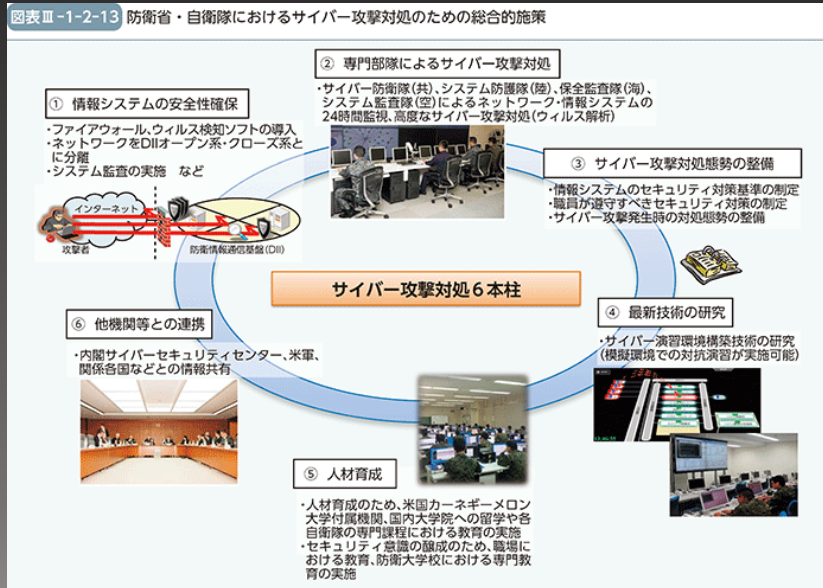 図表Ⅲ-1-2-13 防衛省・自衛隊におけるサイバー攻撃対処のための総合的施策
① 情報システムの安全性確保
・ファイアウォール、ウィルス検知ソフトの導入
・ネットワークをDIIオープン系・クローズ系と
に分離
・システム監査の実施 など
インターネット
攻撃者
防衛情報通信基盤(DII)
② 専門部隊によるサイバー攻撃対処
・サイバー防衛隊(共)、システム防護隊(陸)、保全監査隊(海)、
システム監査隊(空)によるネットワーク・情報システムの
24時間監視、高度なサイバー攻撃対処(ウィルス解析)
③ サイバー攻撃対処態勢の整備
・情報システムのセキュリティ対策基準の制定
・職員が遵守すべきセキュリティ対策の制定
・サイバー攻撃発生時の対処態勢の整備
サイバー攻撃対処6本柱
④ 最新技術の研究
・サイバー演習環境構築技術の研究
(模擬環境での対抗演習が実施可能)
⑤ 人材育成
・人材育成のため、米国カーネギーメロン
大学付属機関、国内大学院への留学や各
自衛隊の専門課程における教育の実施
・セキュリティ意識の醸成のため、職場に
おける教育、防衛大学校における専門教
育の実施
⑥ 他機関等との連携
・内閣サイバーセキュリティセンター、米軍、
関係各国などとの情報共有